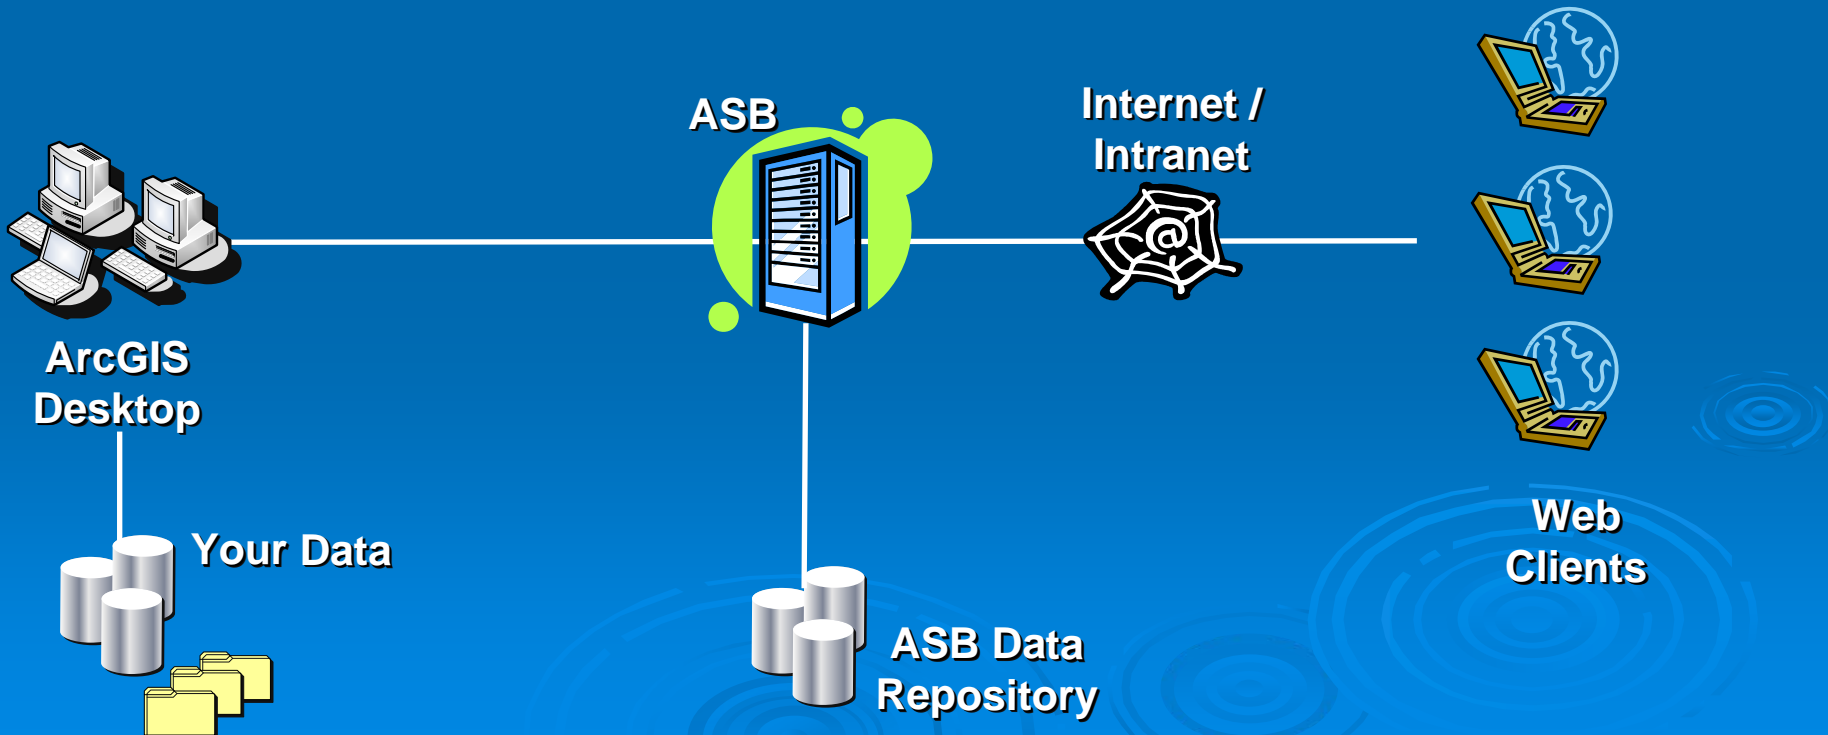 ASB
Internet /
Intranet
@
ArcGIS
Desktop
Your Data
Web
Clients
ASB Data
Repository